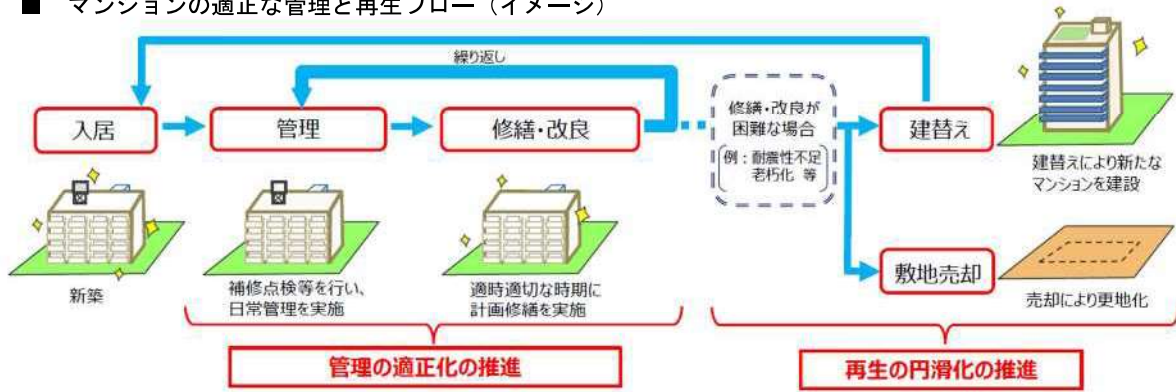 ■ マンションの適正な管理と再生フロー（イメージ）
繰り返し
入居
管理
修繕・改良
修繕・改良が
困難な場合
例：耐震性不足
老朽化 等
建替え
建替えにより新たな
マンションを建設
敷地売却
売却により更地化
新築
補修点検等を行い、
日常管理を実施
適時適切な時期に
計画修繕を実施
管理の適正化の推進
再生の円滑化の推進